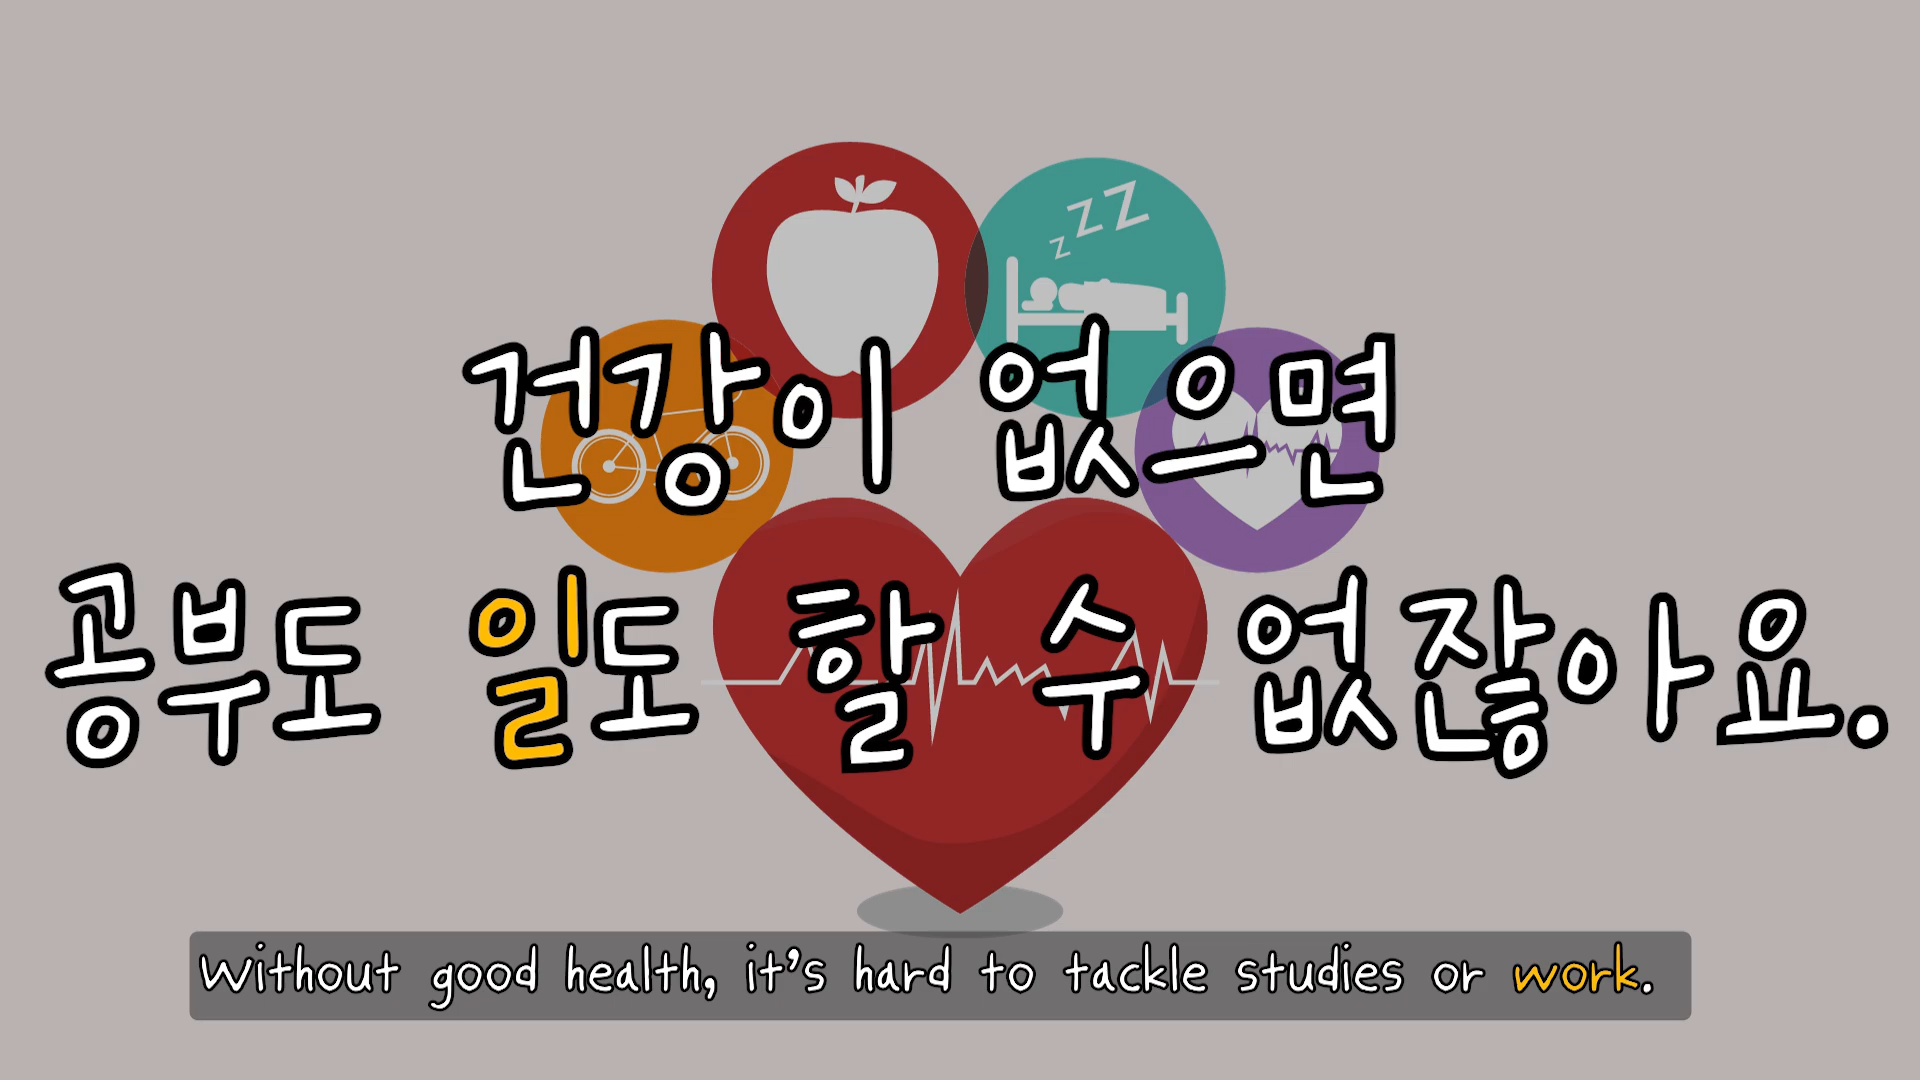 z z Z
건강이 없으면
공부도 일도 할 수 없잖아요.
Without good health, it's hard to tackle studies or work.